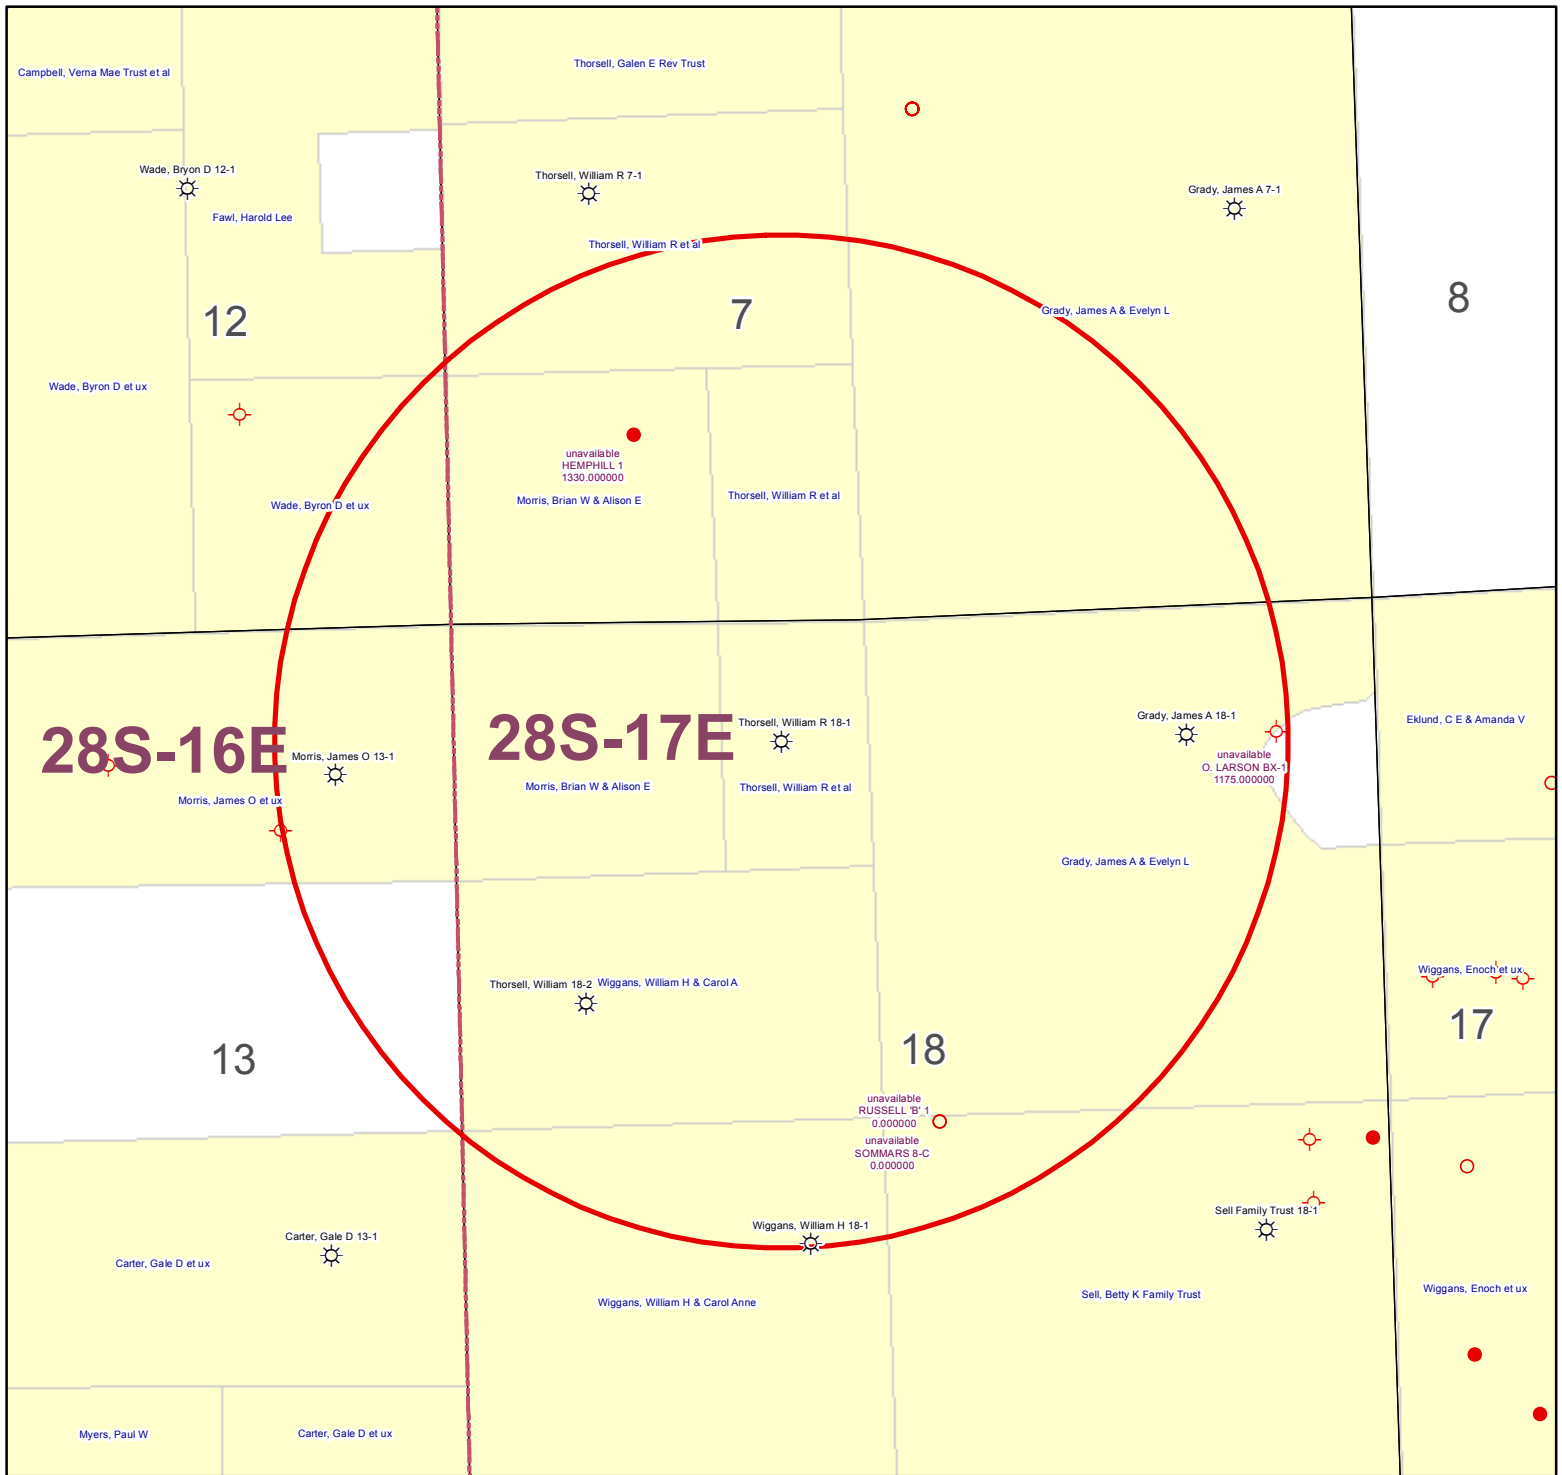 Campbell, Verna Mae Trust et al
Thorsell, Galen E Rev Trust
Wade, Bryon D 12-1
Thorsell, William R 7-1
Grady, James A 7-1
Fawl, Harold Lee
Thorsell, William R et al
12
7
8
Grady, James A & Evelyn L
Wade, Byron D et ux
unavailable
HEMPHILL 1
1330.000000
Wade, Byron D et ux
Morris, Brian W & Alison E
Thorsell, William R et al
28S-16E
28S-17E
Thorsell, William R 18-1
Grady, James A 18-1
Eklund, C E & Amanda V
Morris, James O 13-1
unavailable
O. LARSON BX-1
1175.000000
Morris, James O et ux
Morris, Brian W & Alison E
Thorsell, William R et al
Grady, James A & Evelyn L
Thorsell, William 18-2
Wiggans, William H & Carol A
Wiggans, Enoch et ux
13
18
17
unavailable
RUSSELL 'B' 1
0.000000
unavailable
SOMMARS 8-C
0.000000
Carter, Gale D 13-1
Wiggans, William H 18-1
Sell Family Trust 18-1
Carter, Gale D et ux
Wiggans, William H & Carol Anne
Sell, Betty K Family Trust
Wiggans, Enoch et ux
Myers, Paul W
Carter, Gale D et ux